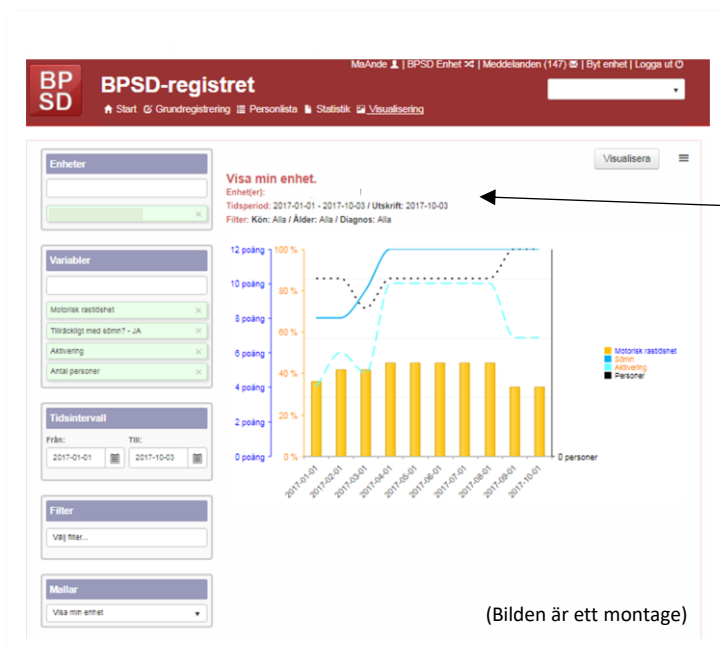 MaAnde | BPSD Enhet | Meddelanden (147) | Byt enhet | Logga ut
BP
SD
BPSD-registret
Start Grundregistrering Personlista Statistik Visualisering
Visualisera
Enheter
Variabler
Motorisk rastlöshet ×
Tillräckligt med sömn? - JA ×
Aktivering ×
Antal personer ×
Tidsintervall
Från: Till:
2017-01-01 2017-10-03
Filter
Välj filter...
Mallar
Visa min enhet
Visa min enhet.
Enhet(er):
Tidsperiod: 2017-01-01 - 2017-10-03 / Utskrift: 2017-10-03
Filter: Kön: Alla / Ålder: Alla / Diagnos: Alla
12 poäng 100 %
10 poäng 80 %
8 poäng 60 %
6 poäng 40 %
4 poäng 20 %
2 poäng
0 poäng 0 %
0 personer
2017-01-01
2017-02-01
2017-03-01
2017-04-01
2017-05-01
2017-06-01
2017-07-01
2017-08-01
2017-09-01
2017-10-01
Motorisk rastlöshet
Sömn
Aktivering
Personer
(Bilden är ett montage)